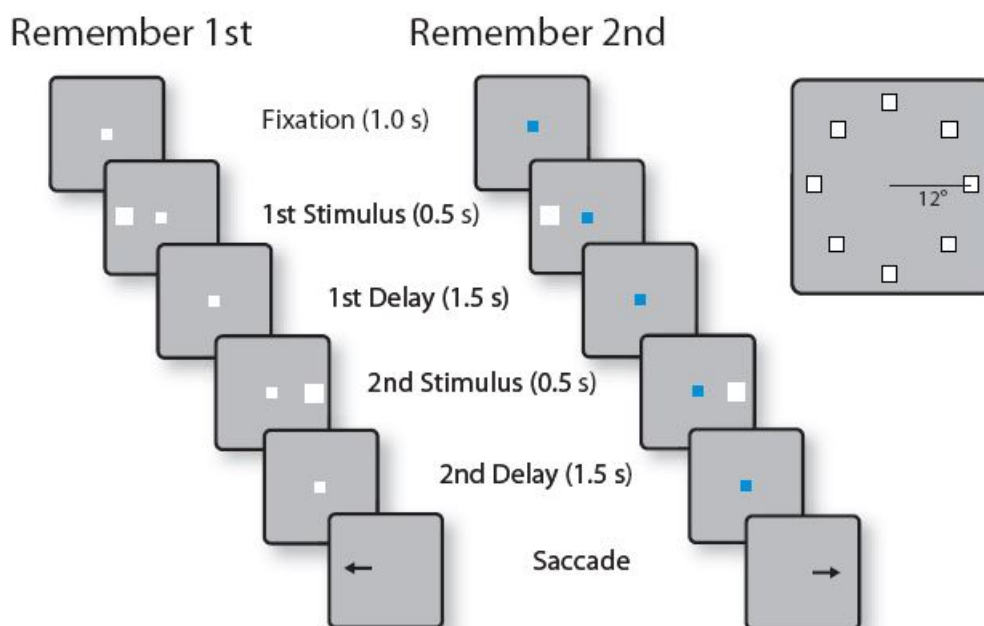 Remember 1st
Remember 2nd
Fixation (1.0 s)
1st Stimulus (0.5 s)
1st Delay (1.5 s)
2nd Stimulus (0.5 s)
2nd Delay (1.5 s)
Saccade
12°